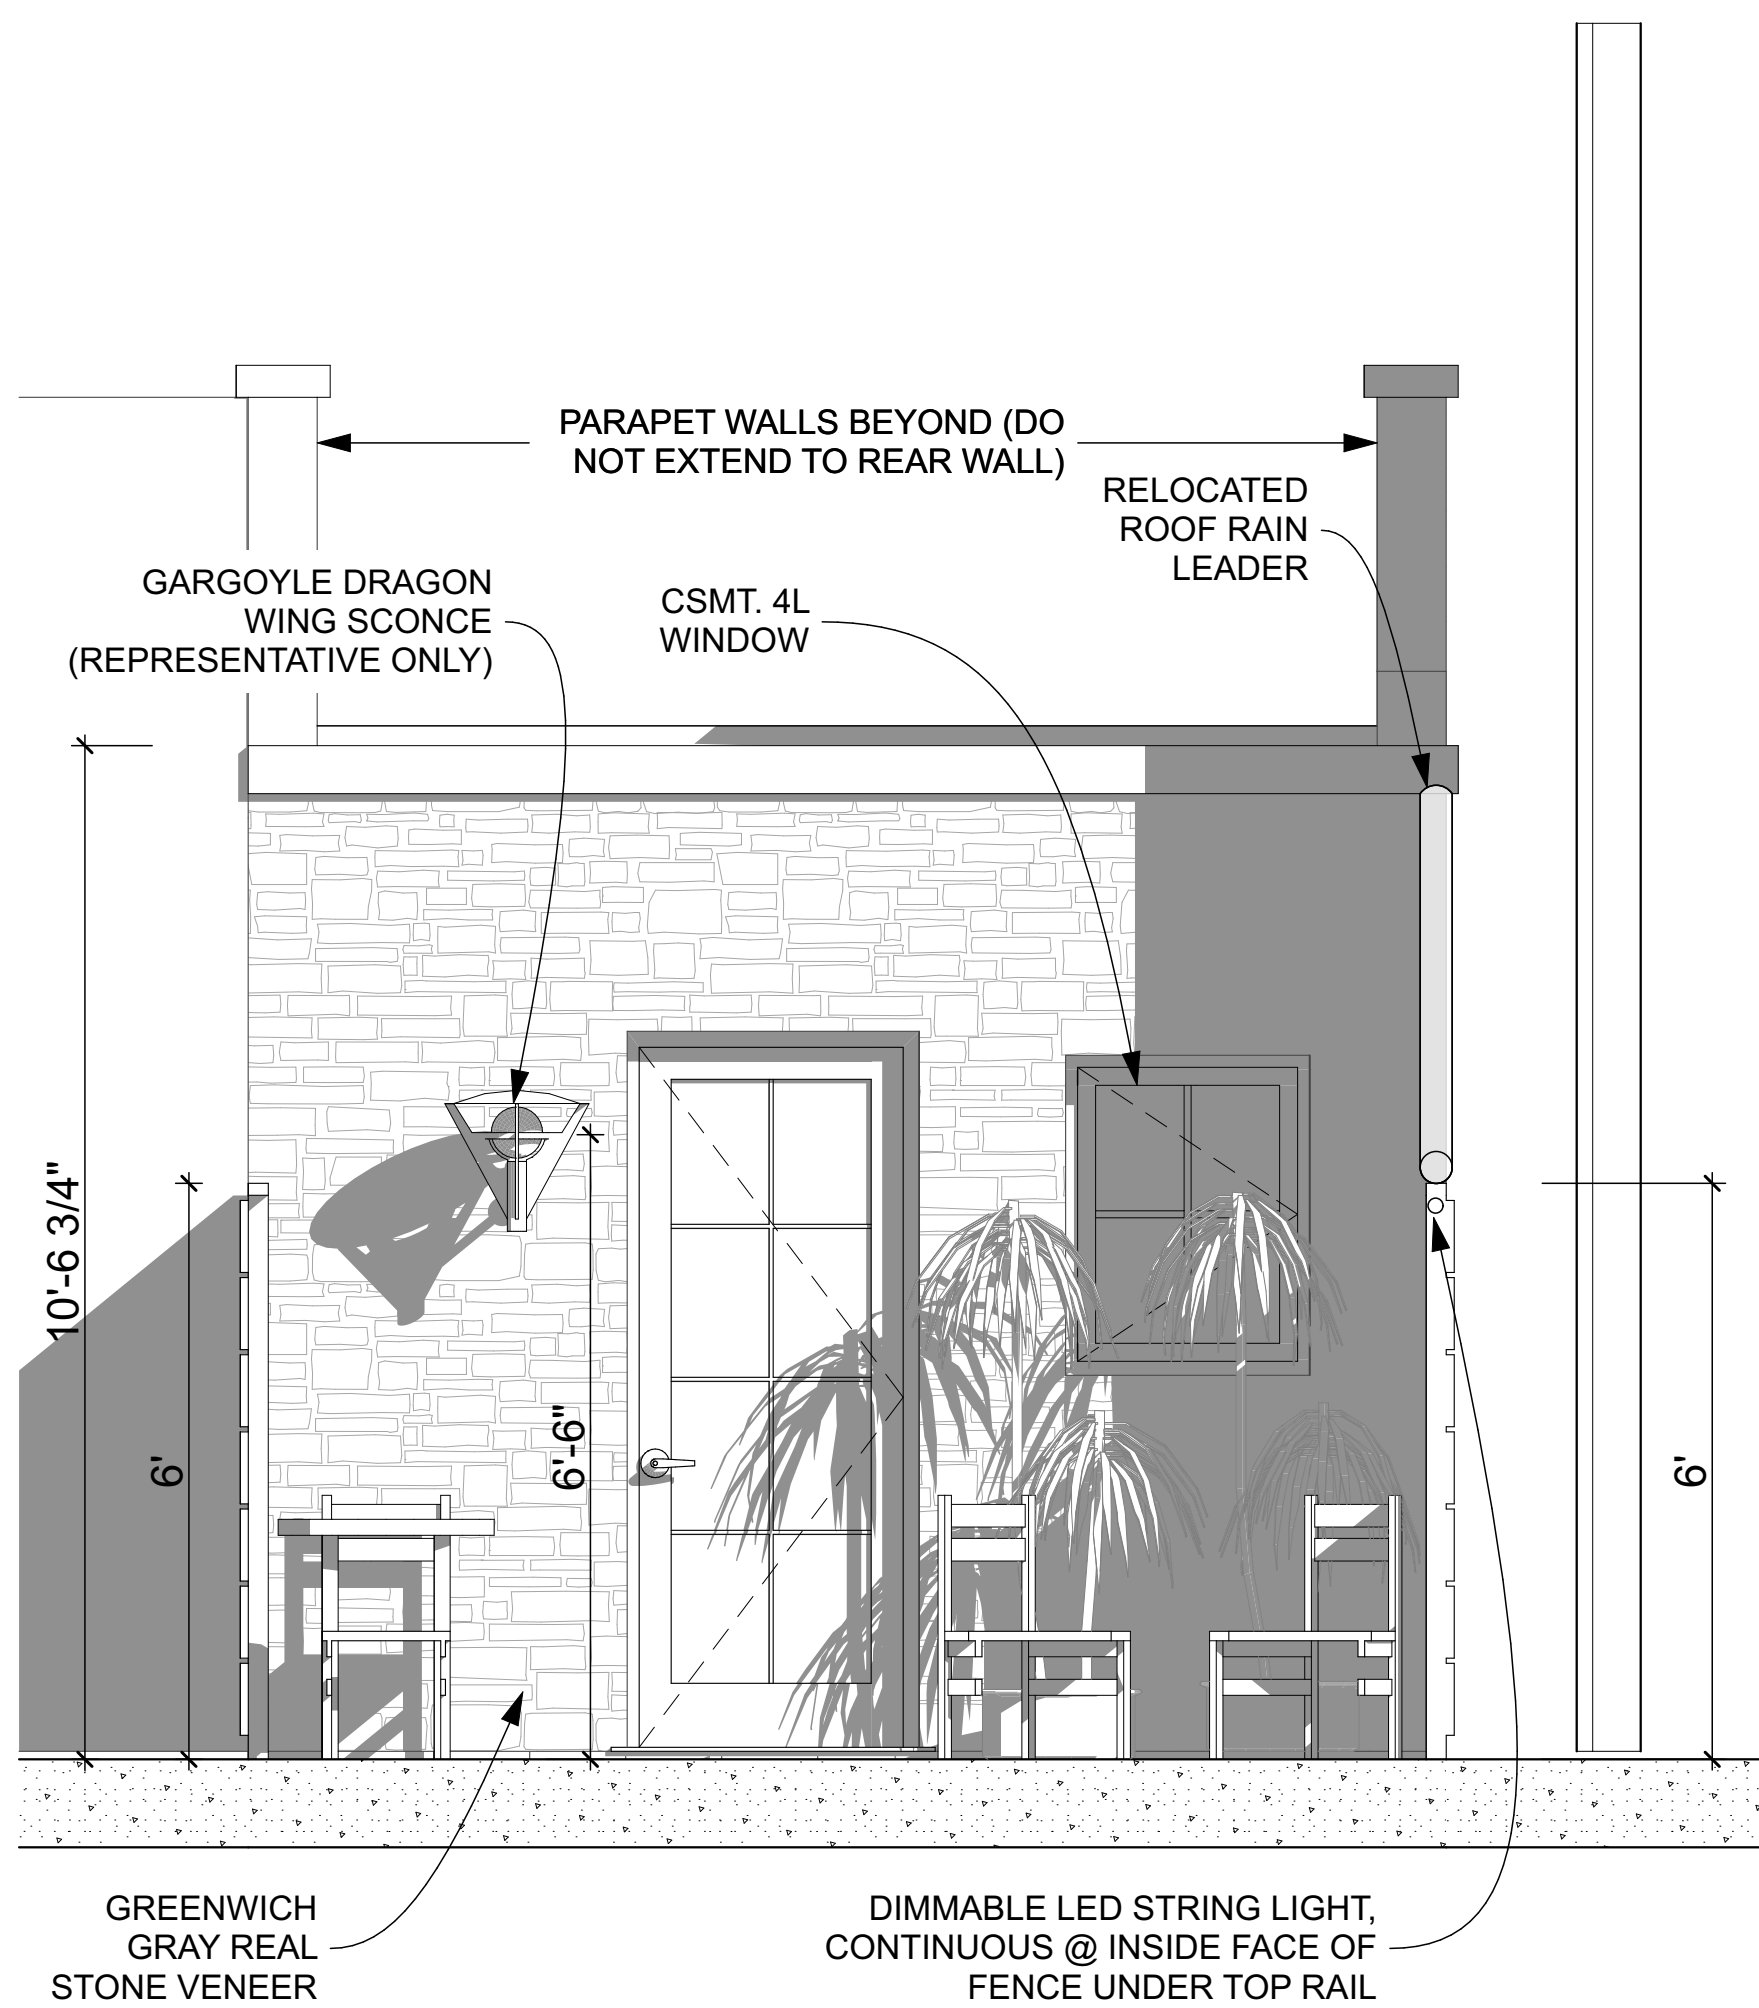 PARAPET WALLS BEYOND (DO
NOT EXTEND TO REAR WALL)
RELOCATED
ROOF RAIN
LEADER
GARGOYLE DRAGON
WING SCONCE
(REPRESENTATIVE ONLY)
CSMT. 4L
WINDOW
10'-6 3/4"
6'
6'-6"
6'
GREENWICH
GRAY REAL
STONE VENEER
DIMMABLE LED STRING LIGHT,
CONTINUOUS @ INSIDE FACE OF
FENCE UNDER TOP RAIL